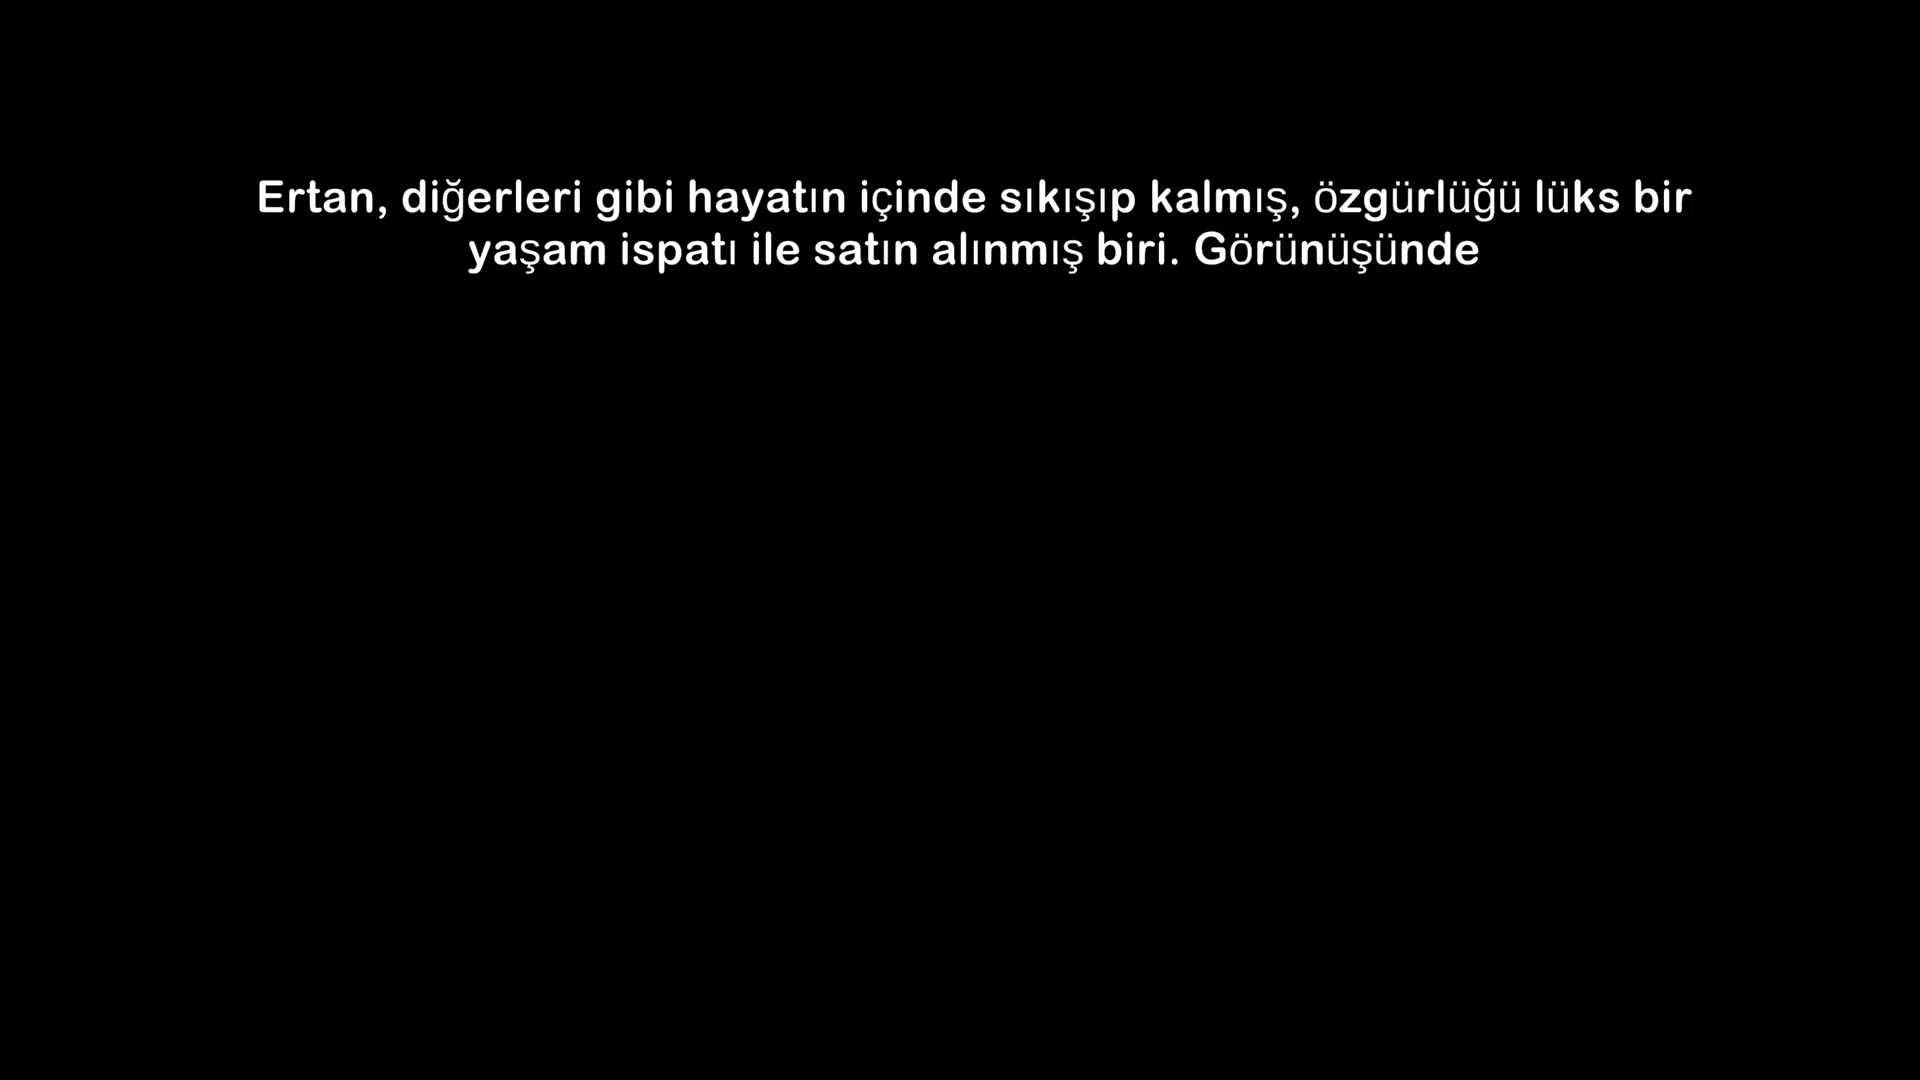 Ertan, diğerleri gibi hayatın içinde sıkışıp kalmış, özgürlüğü lüks bir
yaşam ispatı ile satın alınmış biri. Görünüşünde